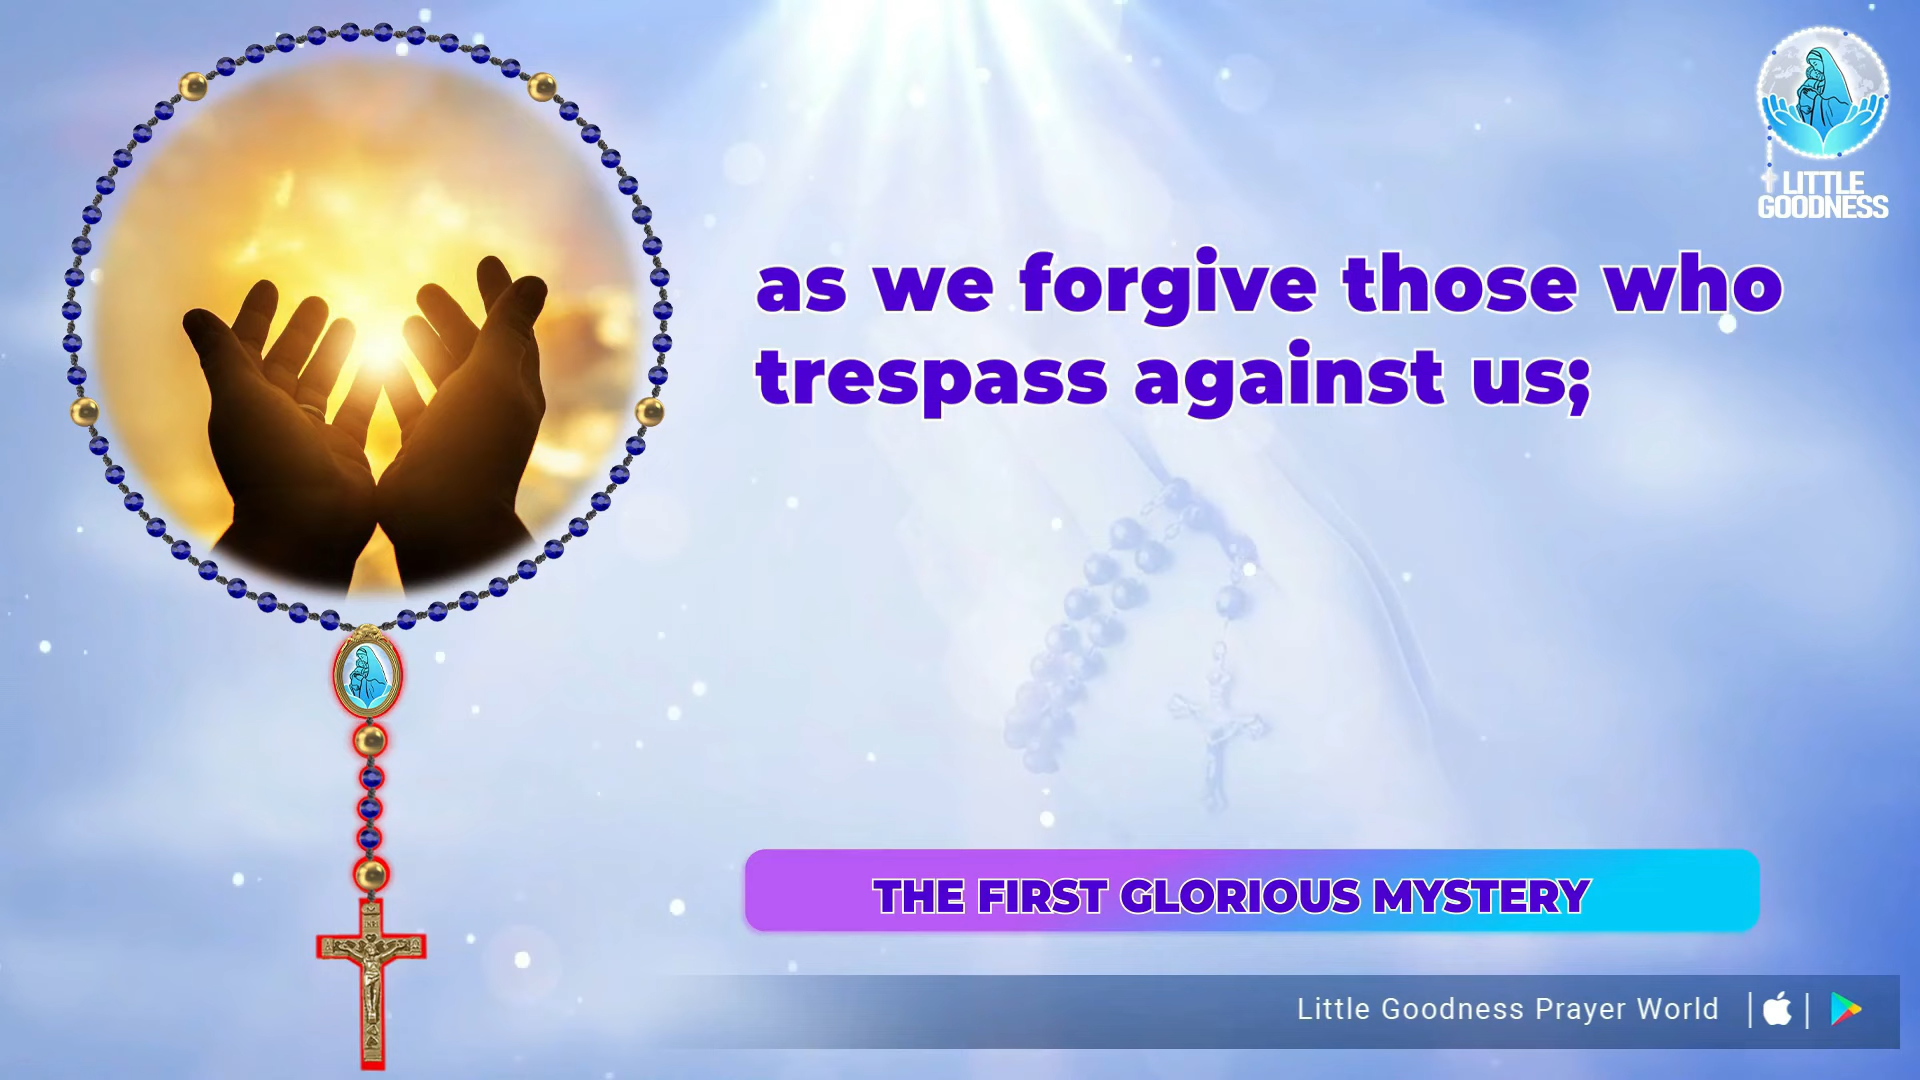 LITTLE
GOODNESS
as we forgive those who
trespass against us;
THE FIRST GLORIOUS MYSTERY
Little Goodness Prayer World